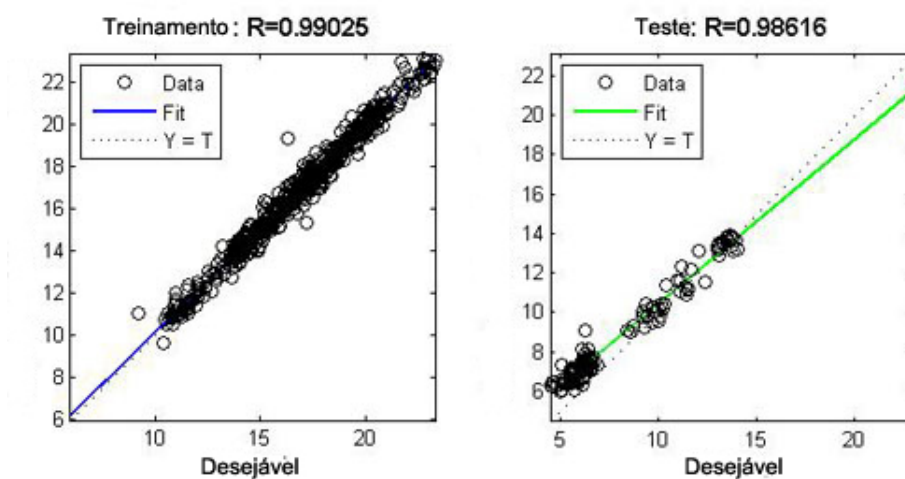 Treinamento: R=0.99025
Data
Fit
Y = T
22
20
18
16
14
12
10
8
6
10 15 20
Desejável
Teste: R=0.98616
Data
Fit
Y = T
22
20
18
16
14
12
10
8
6
5 10 15 20
Desejável